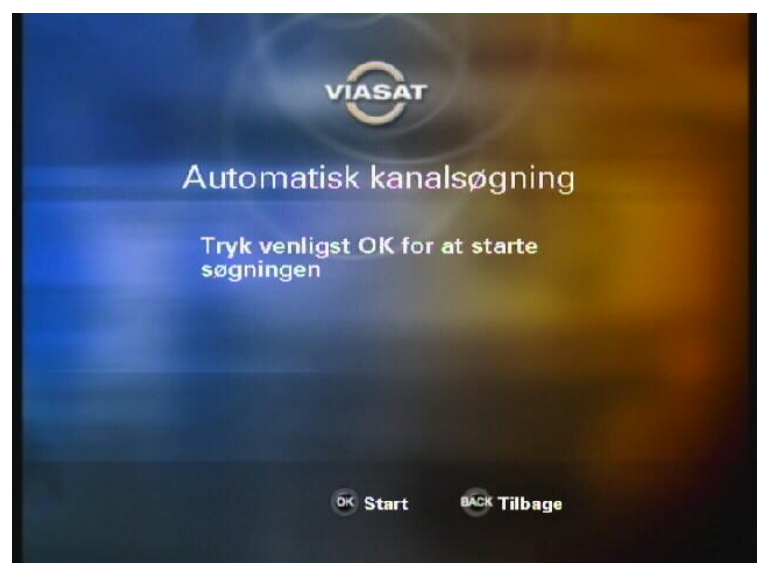 VIASAT
Automatisk kanalsøgning
Tryk venligst OK for at starte
søgningen
OK Start BACK Tilbage